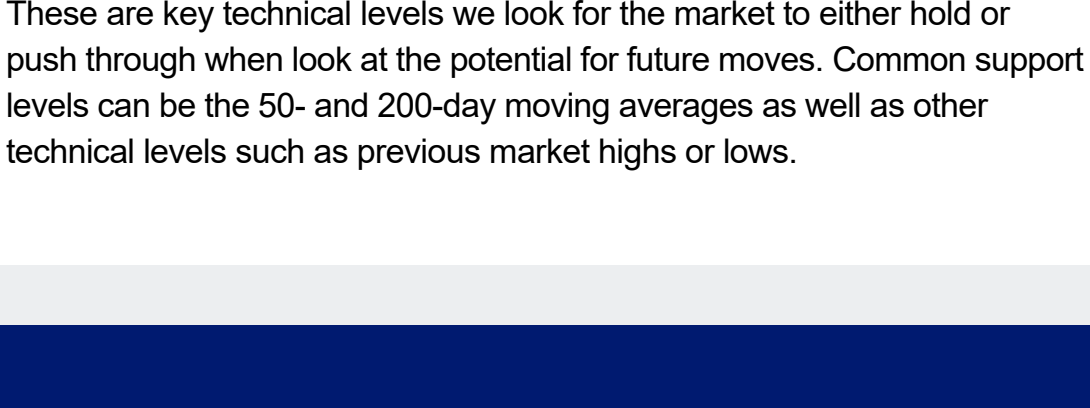 These are key technical levels we look for the market to either hold or
push through when look at the potential for future moves. Common support
levels can be the 50- and 200-day moving averages as well as other
technical levels such as previous market highs or lows.